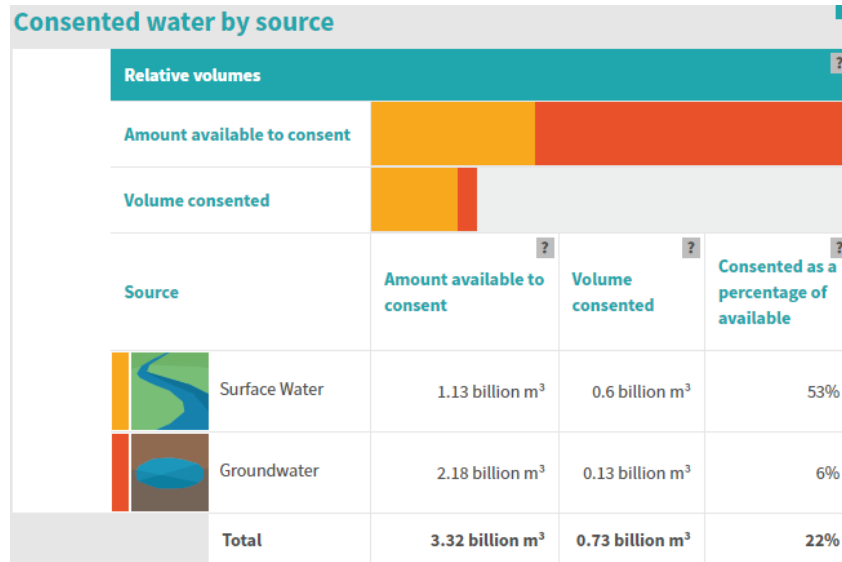 Consented water by source
?
Relative volumes
Amount available to consent
Volume consented
? ? ?
Source
Amount available to
consent
Volume
consented
Consented as a
percentage of
available
Surface Water 1.13 billion m³ 0.6 billion m³ 53%
Groundwater 2.18 billion m³ 0.13 billion m³ 6%
Total 3.32 billion m³ 0.73 billion m³ 22%